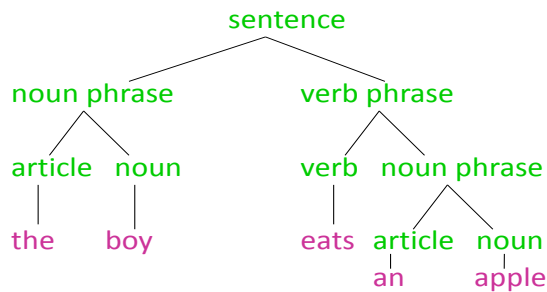 sentence
noun phrase verb phrase
article noun verb noun phrase
the boy eats article noun
an apple